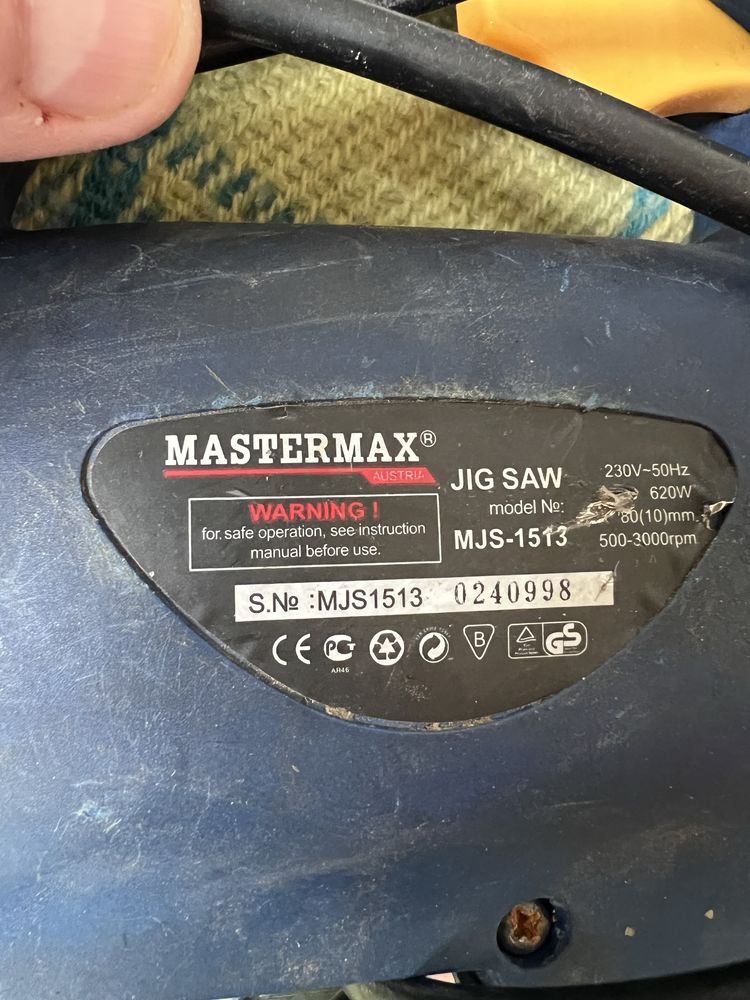 MASTERMAX®
AUSTRIA
WARNING !
for safe operation, see instruction
manual before use.
JIG SAW
model №:
MJS-1513
230V~50Hz
620W
80(10)mm
500-3000rpm
S.№ :MJS1513 0240998
CE
B
GS